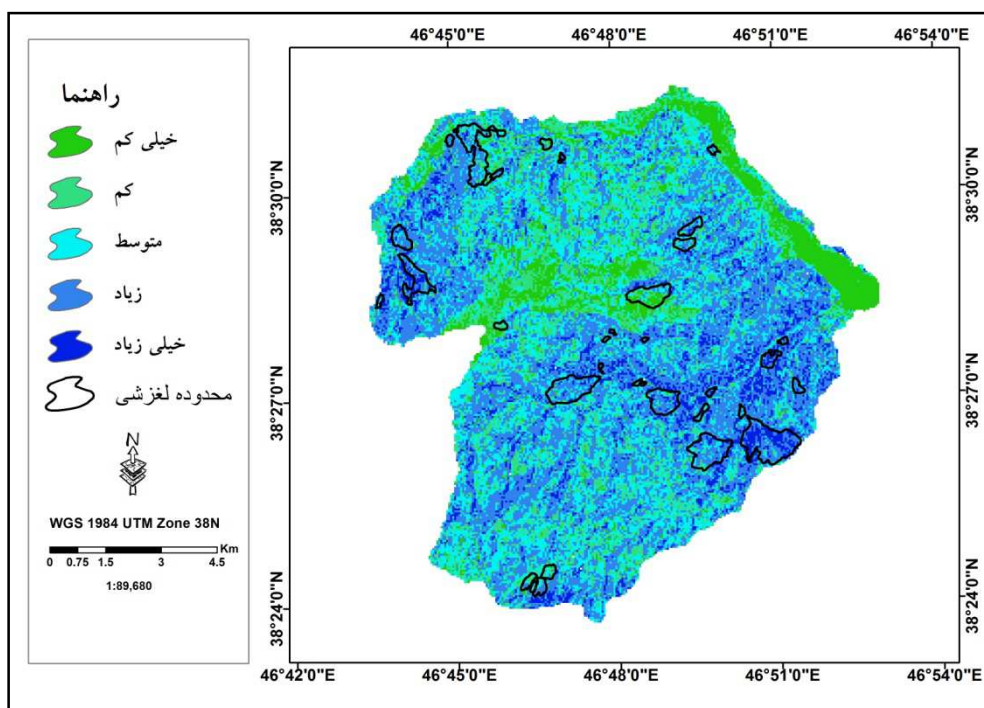 راهنما
خیلی کم
کم
متوسط
زیاد
خیلی زیاد
محدوده لغزشی
N
WGS 1984 UTM Zone 38N
Km
0 0.75 1.5 3 4.5
1:89,680
46°45'0"E 46°48'0"E 46°51'0"E 46°54'0"E
38°30'0"N 38°30'0"N
38°27'0"N 38°27'0"N
38°24'0"N 38°24'0"N
46°42'0"E 46°45'0"E 46°48'0"E 46°51'0"E 46°54'0"E